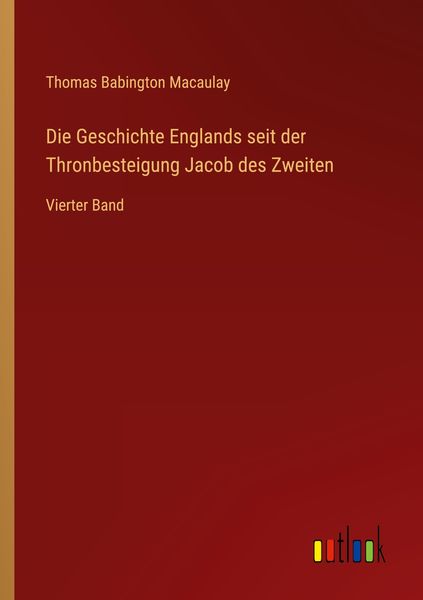 Thomas Babington Macaulay
Die Geschichte Englands seit der
Thronbesteigung Jacob des Zweiten
Vierter Band
outlook